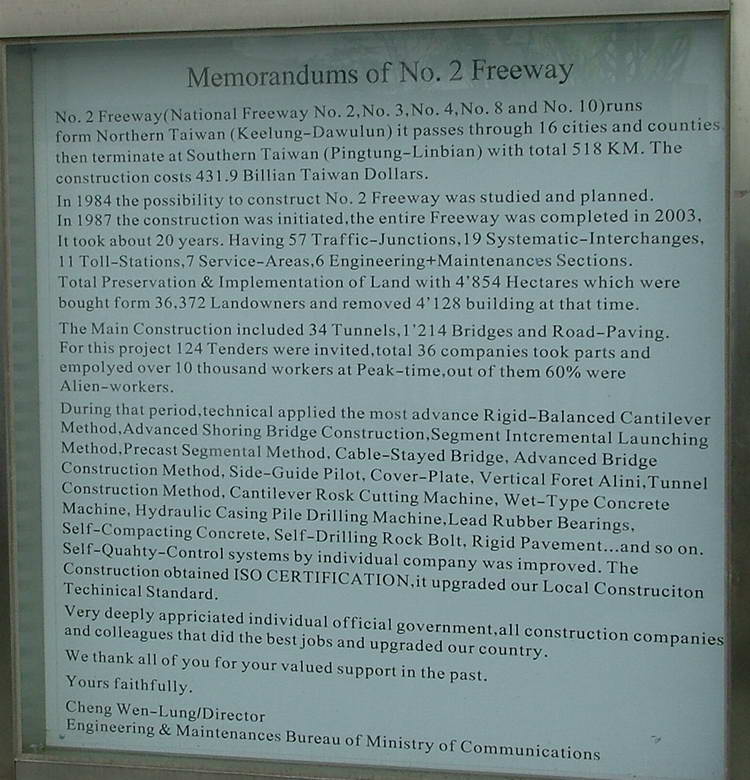 Memorandums of No. 2 Freeway
No. 2 Freeway(National Freeway No. 2,No. 3,No. 4,No. 8 and No. 10)runs
form Northern Taiwan (Keelung-Dawulun) it passes through 16 cities and counties
then terminate at Southern Taiwan (Pingtung-Linbian) with total 518 KM. The
construction costs 431.9 Billian Taiwan Dollars.
In 1984 the possibility to construct No. 2 Freeway was studied and planned.
In 1987 the construction was initiated,the entire Freeway was completed in 2003,
It took about 20 years. Having 57 Traffic-Junctions,19 Systematic-Interchanges,
11 Toll-Stations,7 Service-Areas,6 Engineering+Maintenances Sections.
Total Preservation & Implementation of Land with 4'854 Hectares which were
bought form 36,372 Landowners and removed 4'128 building at that time.
The Main Construction included 34 Tunnels,1'214 Bridges and Road-Paving.
For this project 124 Tenders were invited,total 36 companies took parts and
empolyed over 10 thousand workers at Peak-time,out of them 60% were
Alien-workers.
During that period,technical applied the most advance Rigid-Balanced Cantilever
Method,Advanced Shoring Bridge Construction,Segment Intcremental Launching
Method,Precast Segmental Method, Cable-Stayed Bridge, Advanced Bridge
Construction Method, Side-Guide Pilot, Cover-Plate, Vertical Foret Alini,Tunnel
Construction Method, Cantilever Rosk Cutting Machine, Wet-Type Concrete
Machine, Hydraulic Casing Pile Drilling Machine,Lead Rubber Bearings,
Self-Compacting Concrete, Self-Drilling Rock Bolt, Rigid Pavement...and so on.
Self-Quahty-Control systems by individual company was improved. The
Construction obtained ISO CERTIFICATION,it upgraded our Local Construciton
Techinical Standard.
Very deeply appriciated individual official government,all construction companies
and colleagues that did the best jobs and upgraded our country.
We thank all of you for your valued support in the past.
Yours faithfully.
Cheng Wen-Lung/Director
Engineering & Maintenances Bureau of Ministry of Communications